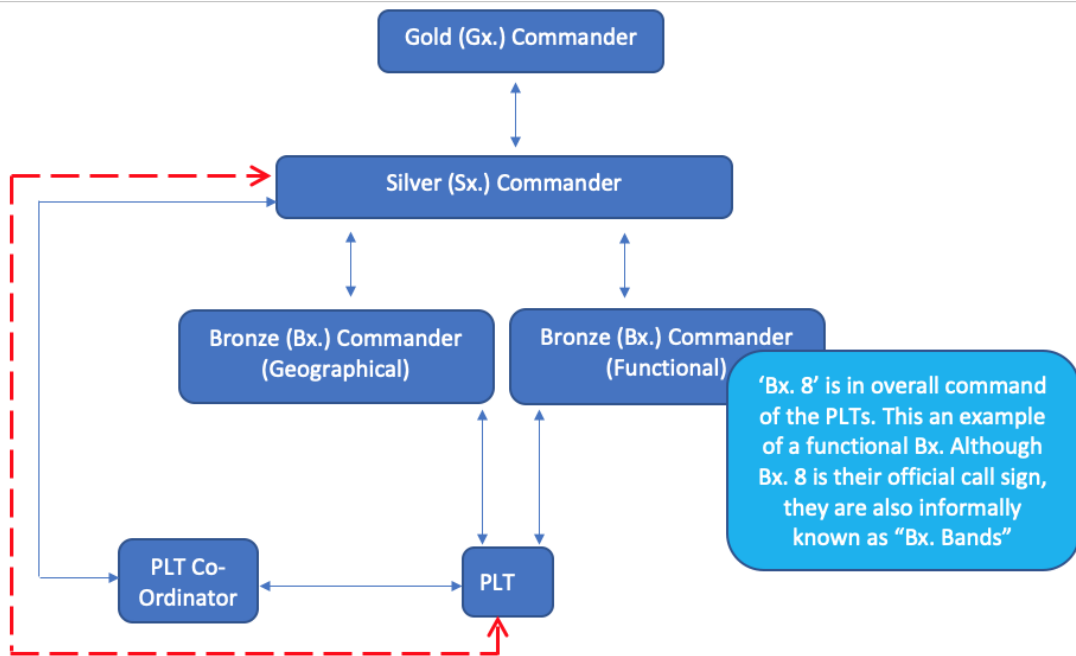 Gold (Gx.) Commander
Silver (Sx.) Commander
Bronze (Bx.) Commander
(Geographical)
Bronze (Bx.) Commander
(Functional)
‘Bx. 8’ is in overall command
of the PLTs. This an example
of a functional Bx. Although
Bx. 8 is their official call sign,
they are also informally
known as “Bx. Bands”
PLT Co-
Ordinator
PLT